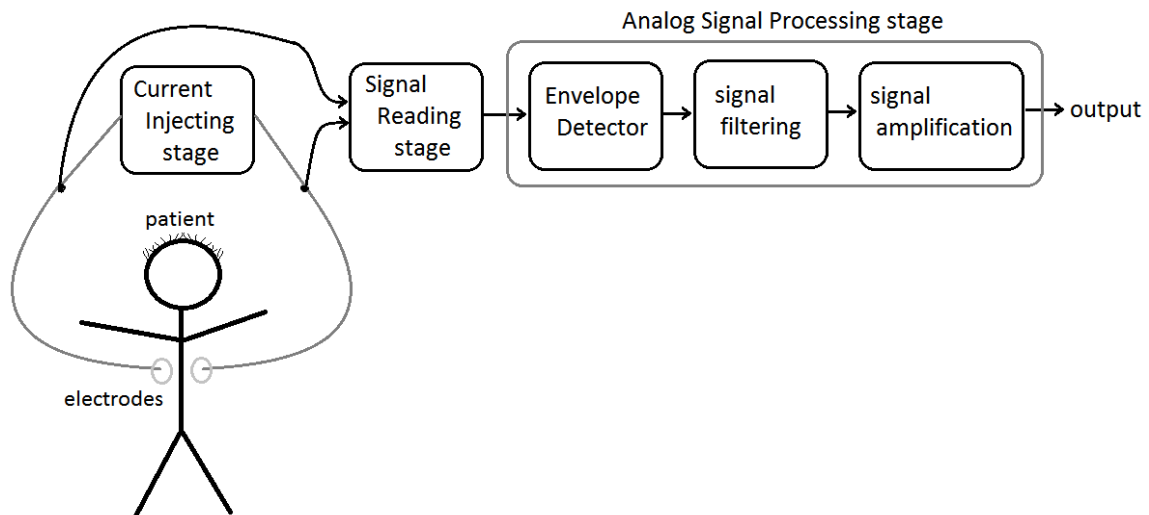 Analog Signal Processing stage
Current
Injecting
stage
Signal
Reading
stage
Envelope
Detector
signal
filtering
signal
amplification
output
patient
electrodes